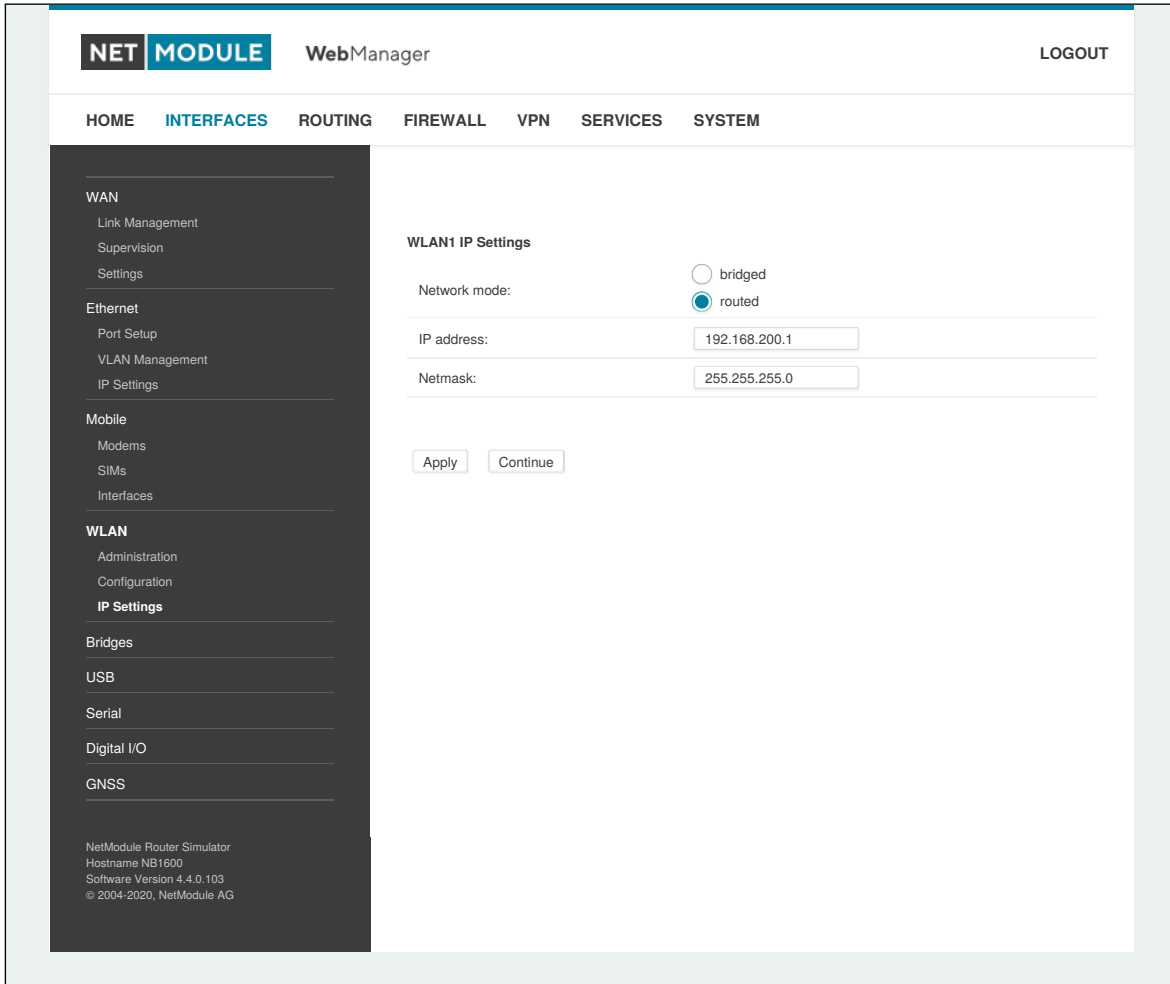 NET MODULE WebManager LOGOUT
HOME INTERFACES ROUTING FIREWALL VPN SERVICES SYSTEM
WAN
Link Management
Supervision
Settings
Ethernet
Port Setup
VLAN Management
IP Settings
Mobile
Modems
SIMs
Interfaces
WLAN
Administration
Configuration
IP Settings
Bridges
USB
Serial
Digital I/O
GNSS
NetModule Router Simulator
Hostname NB1600
Software Version 4.4.0.103
© 2004-2020, NetModule AG
WLAN1 IP Settings
Network mode:
bridged
routed
IP address: 192.168.200.1
Netmask: 255.255.255.0
Apply Continue